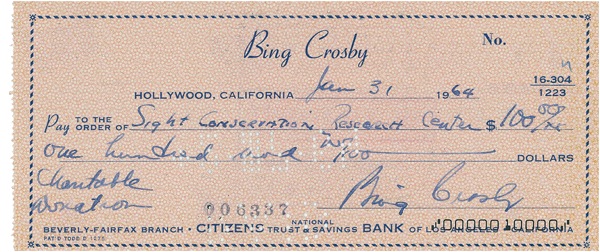 Bing Crosby
No.
HOLLYWOOD, CALIFORNIA Jan 31 1964
16-304
1223
Pay TO THE ORDER OF Sight Conservation Research Center $ 100 00/xx
One hundred and no/100 DOLLARS
Charitable
Donation
006333
Bing Crosby
BEVERLY-FAIRFAX BRANCH • CITIZENS NATIONAL TRUST & SAVINGS BANK OF LOS ANGELES • CALIFORNIA
"0000010000"